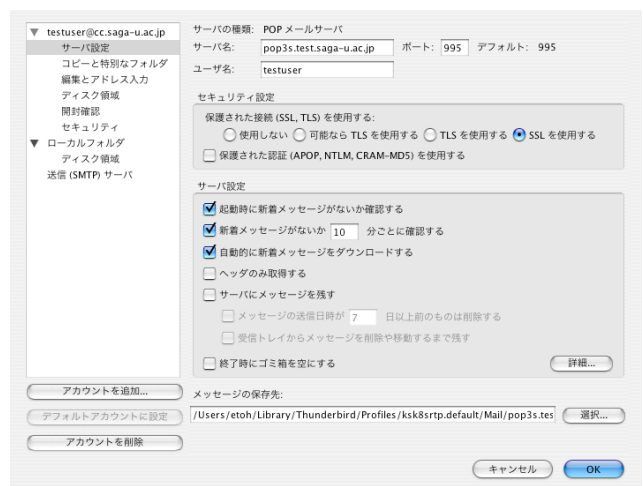 testuser@cc.saga-u.ac.jp
サーバ設定
コピーと特別なフォルダ
編集とアドレス入力
ディスク領域
開封確認
セキュリティ
ローカルフォルダ
ディスク領域
送信 (SMTP) サーバ
アカウントを追加...
デフォルトアカウントに設定
アカウントを削除
サーバの種類: POP メールサーバ
サーバ名: pop3s.test.saga-u.ac.jp ポート: 995 デフォルト: 995
ユーザ名: testuser
セキュリティ設定
保護された接続 (SSL, TLS) を使用する:
使用しない 可能なら TLS を使用する TLS を使用する SSL を使用する
保護された認証 (APOP, NTLM, CRAM-MD5) を使用する
サーバ設定
起動時に新着メッセージがないか確認する
新着メッセージがないか 10 分ごとに確認する
自動的に新着メッセージをダウンロードする
ヘッダのみ取得する
サーバにメッセージを残す
メッセージの送信日時が 7 日以上前のものは削除する
受信トレイからメッセージを削除や移動するまで残す
終了時にゴミ箱を空にする 詳細...
メッセージの保存先:
/Users/etoh/Library/Thunderbird/Profiles/ksk8srtp.default/Mail/pop3s.tes 選択...
キャンセル OK